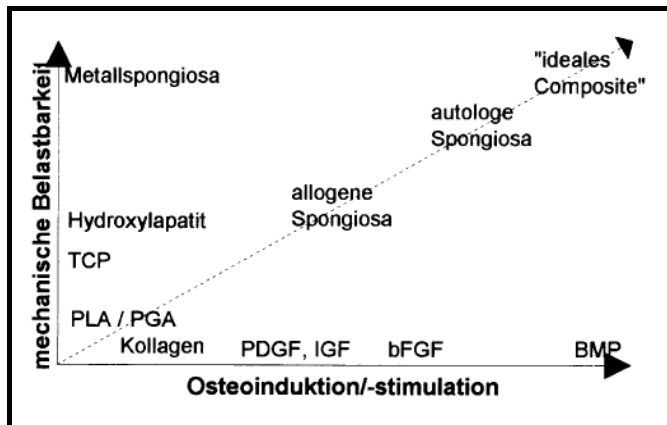 mechanische Belastbarkeit
Metallspongiosa
"ideales
Composite"
autologe
Spongiosa
allogene
Spongiosa
Hydroxylapatit
TCP
PLA / PGA
Kollagen
PDGF, IGF
bFGF
BMP
Osteoinduktion/-stimulation